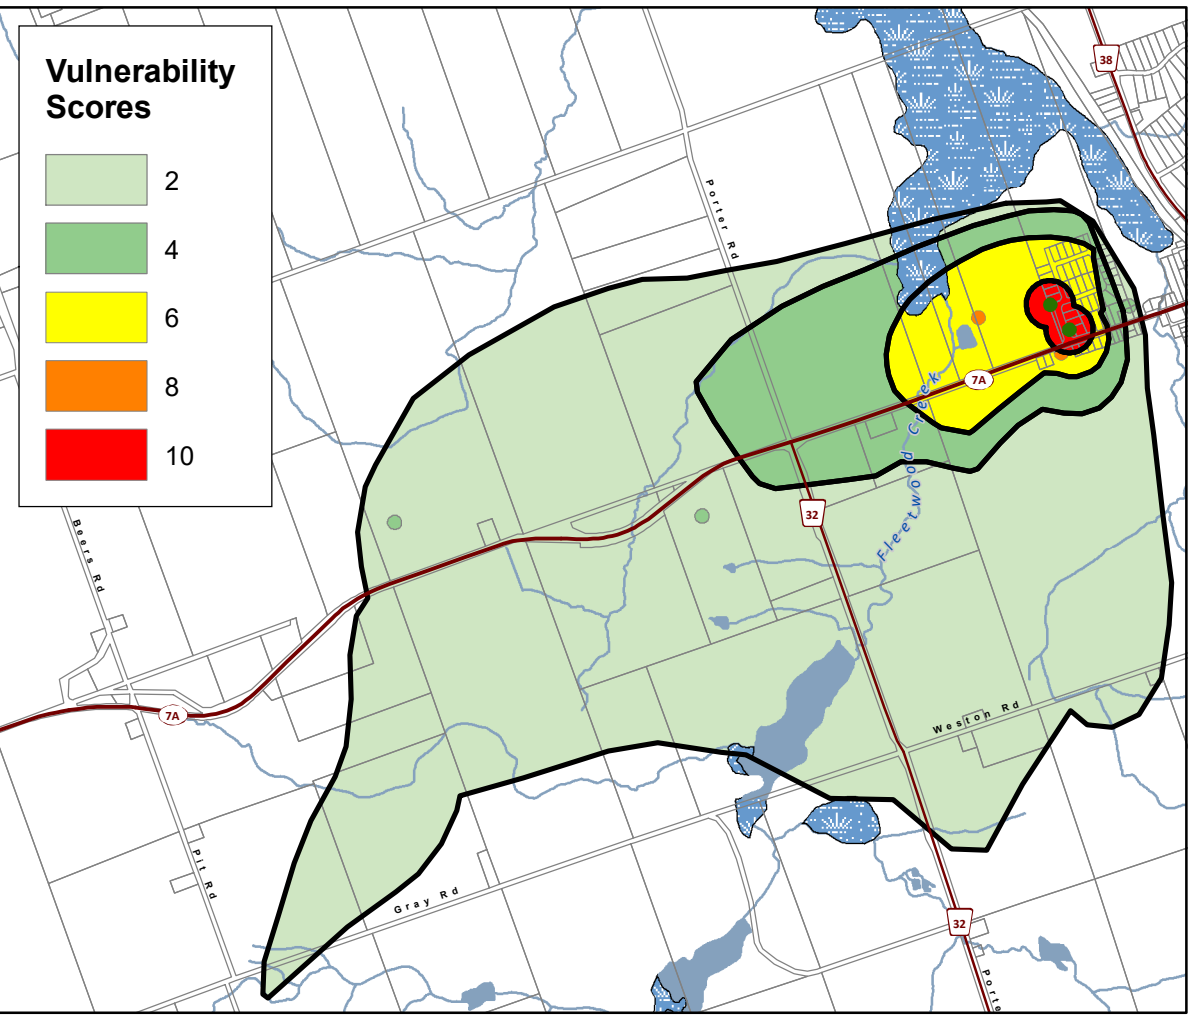 Vulnerability
Scores
2
4
6
8
10
38
Porter Rd
7A
Fleetwood Creek
32
Beers Rd
7A
Weston Rd
Pit Rd
Gray Rd
32
Porte